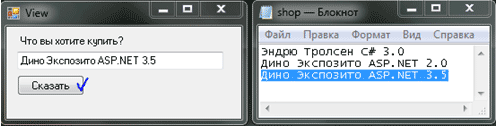 View
Что вы хотите купить?
Дино Экспозито ASP.NET 3.5
Сказать
shop — Блокнот
Файл Правка Формат Вид Справка
Эндрю Тролсен C# 3.0
Дино Экспозито ASP.NET 2.0
Дино Экспозито ASP.NET 3.5